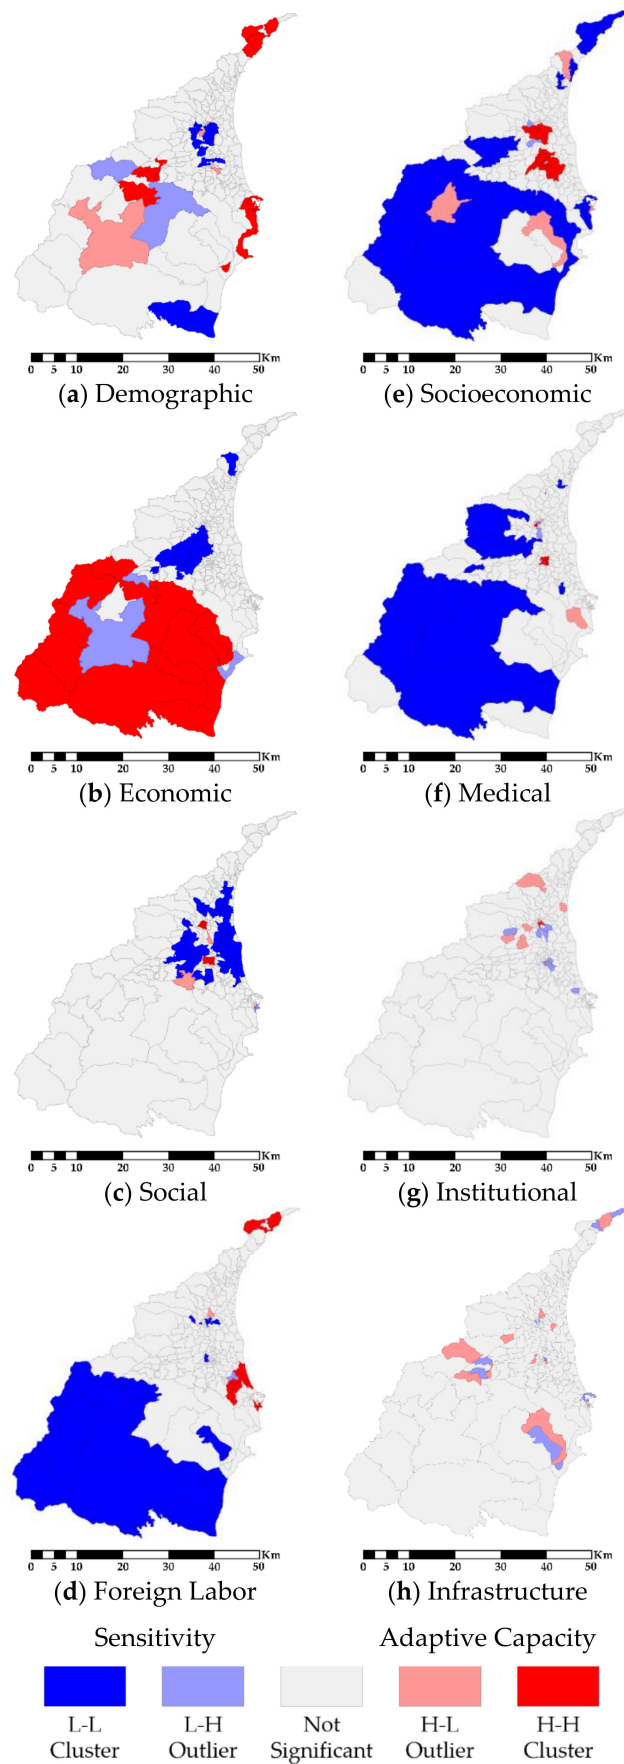 0 5 10 20 30 40 50 Km
0 5 10 20 30 40 50 Km
(a) Demographic
(e) Socioeconomic
0 5 10 20 30 40 50 Km
0 5 10 20 30 40 50 Km
(b) Economic
(f) Medical
0 5 10 20 30 40 50 Km
0 5 10 20 30 40 50 Km
(c) Social
(g) Institutional
0 5 10 20 30 40 50 Km
0 5 10 20 30 40 50 Km
(d) Foreign Labor
(h) Infrastructure
Sensitivity
Adaptive Capacity
L-L
Cluster
L-H
Outlier
Not
Significant
H-L
Outlier
H-H
Cluster